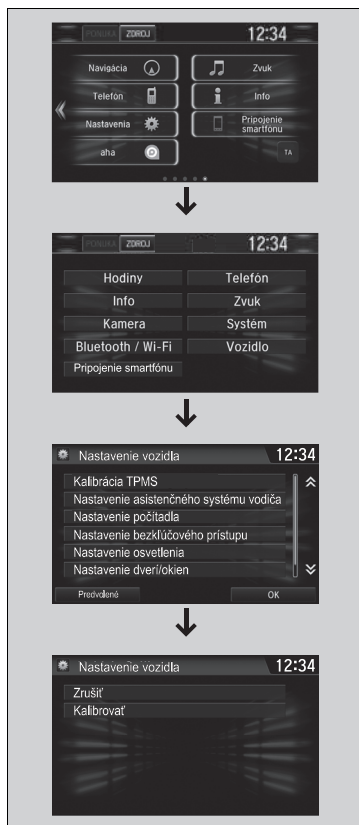 PONUKA ZDROJ 12:34
Navigácia Zvuk
Telefón Info
Nastavenia Pripojenie
smartfónu
aha TA
PONUKA ZDROJ 12:34
Hodiny Telefón
Info Zvuk
Kamera Systém
Bluetooth / Wi-Fi Vozidlo
Pripojenie smartfónu
Nastavenie vozidla 12:34
Kalibrácia TPMS
Nastavenie asistenčného systému vodiča
Nastavenie počítadla
Nastavenie bezkľúčového prístupu
Nastavenie osvetlenia
Nastavenie dverí/okien
Predvolené OK
Nastavenie vozidla 12:34
Zrušiť
Kalibrovať